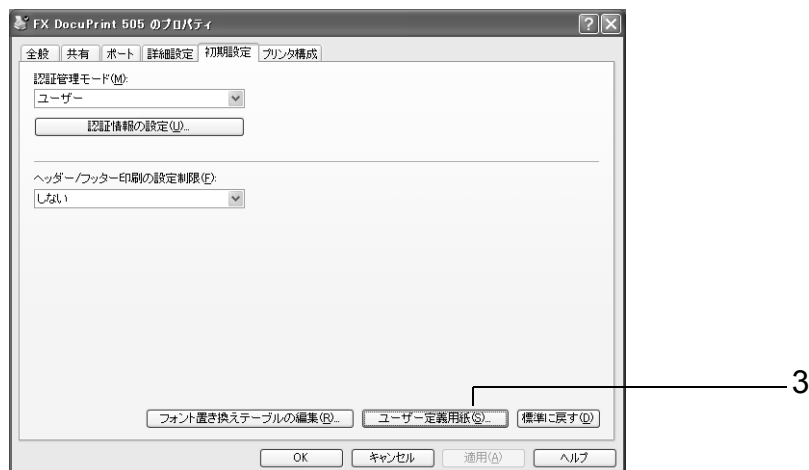 FX DocuPrint 505 のプロパティ
全般 共有 ポート 詳細設定 初期設定 プリンタ構成
認証管理モード(M):
ユーザー
認証情報の設定(U)...
ヘッダー/フッター印刷の設定制限(F):
しない
3
フォント置き換えテーブルの編集(R)... ユーザー定義用紙(S)... 標準に戻す(D)
OK キャンセル 適用(A) ヘルプ